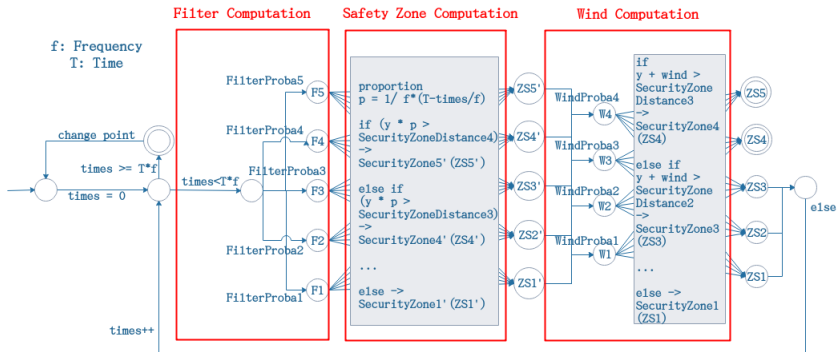 Filter Computation
Safety Zone Computation
Wind Computation
f: Frequency
T: Time
change point
times >= T*f
times = 0
times<T*f
times++
FilterProba5
FilterProba4
FilterProba3
FilterProba2
FilterProba1
F5
F4
F3
F2
F1
proportion
p = 1/ f*(T-times/f)
if (y * p >
SecurityZoneDistance4)
->
SecurityZone5'(ZS5')
else if
(y * p >
SecurityZoneDistance3)
->
SecurityZone4'(ZS4')
...
else ->
SecurityZone1'(ZS1')
ZS5'
ZS4'
ZS3'
ZS2'
ZS1'
WindProba4
WindProba3
WindProba2
WindProba1
W4
W3
W2
W1
if
y + wind >
SecurityZone
Distance3
->
SecurityZone4
(ZS4)
else if
y + wind >
SecurityZone
Distance2
->
SecurityZone3
(ZS3)
...
else ->
SecurityZone1
(ZS1)
ZS5
ZS4
ZS3
ZS2
ZS1
else